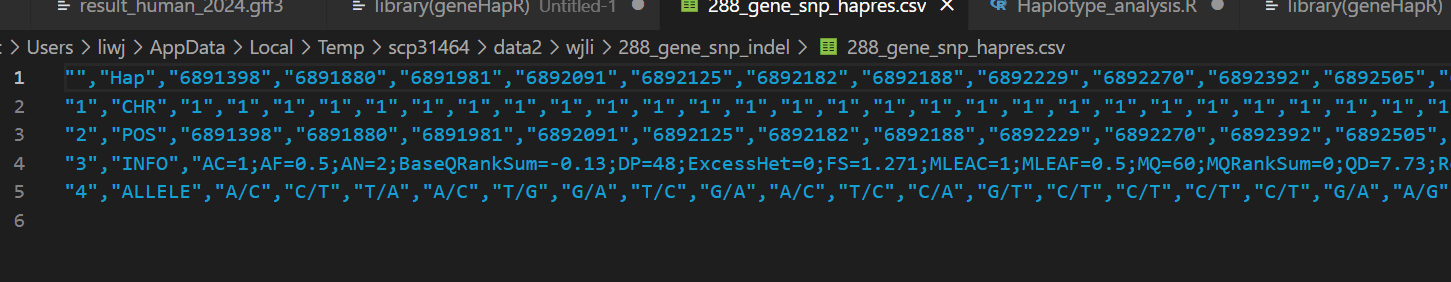 result_human_2024.gff3 library(geneHapR) Untitled-1 288_gene_snp_hapres.csv Haplotype_analysis.R library(geneHapR)
Users > liwj > AppData > Local > Temp > scp31464 > data2 > wjli > 288_gene_snp_indel > 288_gene_snp_hapres.csv
1 "","Hap","6891398","6891880","6891981","6892091","6892125","6892182","6892188","6892229","6892270","6892392","6892505","
2 "1","CHR","1","1","1","1","1","1","1","1","1","1","1","1","1","1","1","1","1","1","1","1","1","1","1","1","1","1","1","1
3 "2","POS","6891398","6891880","6891981","6892091","6892125","6892182","6892188","6892229","6892270","6892392","6892505",
4 "3","INFO","AC=1;AF=0.5;AN=2;BaseQRankSum=-0.13;DP=48;ExcessHet=0;FS=1.271;MLEAC=1;MLEAF=0.5;MQ=60;MQRankSum=0;QD=7.73;R
5 "4","ALLELE","A/C","C/T","T/A","A/C","T/G","G/A","T/C","G/A","A/C","T/C","C/A","G/T","C/T","C/T","C/T","C/T","G/A","A/G"
6